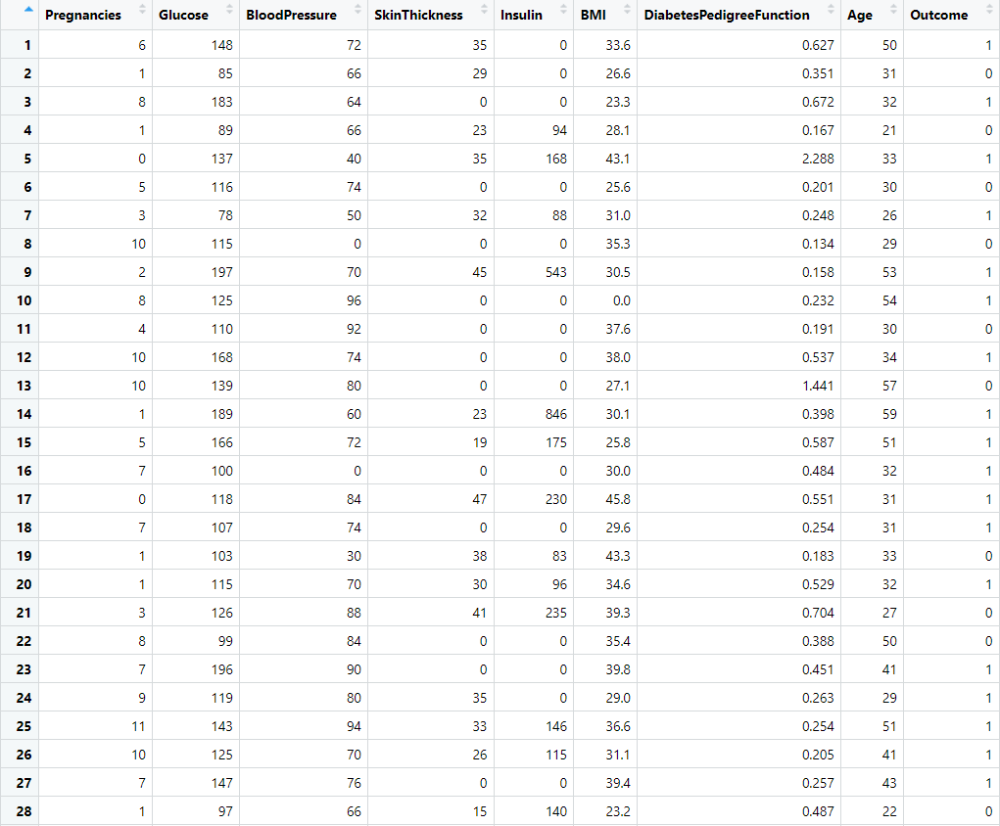 Pregnancies Glucose BloodPressure SkinThickness Insulin BMI DiabetesPedigreeFunction Age Outcome
1 6 148 72 35 0 33.6 0.627 50 1
2 1 85 66 29 0 26.6 0.351 31 0
3 8 183 64 0 0 23.3 0.672 32 1
4 1 89 66 23 94 28.1 0.167 21 0
5 0 137 40 35 168 43.1 2.288 33 1
6 5 116 74 0 0 25.6 0.201 30 0
7 3 78 50 32 88 31.0 0.248 26 1
8 10 115 0 0 0 35.3 0.134 29 0
9 2 197 70 45 543 30.5 0.158 53 1
10 8 125 96 0 0 0.0 0.232 54 1
11 4 110 92 0 0 37.6 0.191 30 0
12 10 168 74 0 0 38.0 0.537 34 1
13 10 139 80 0 0 27.1 1.441 57 0
14 1 189 60 23 846 30.1 0.398 59 1
15 5 166 72 19 175 25.8 0.587 51 1
16 7 100 0 0 0 30.0 0.484 32 1
17 0 118 84 47 230 45.8 0.551 31 1
18 7 107 74 0 0 29.6 0.254 31 1
19 1 103 30 38 83 43.3 0.183 33 0
20 1 115 70 30 96 34.6 0.529 32 1
21 3 126 88 41 235 39.3 0.704 27 0
22 8 99 84 0 0 35.4 0.388 50 0
23 7 196 90 0 0 39.8 0.451 41 1
24 9 119 80 35 0 29.0 0.263 29 1
25 11 143 94 33 146 36.6 0.254 51 1
26 10 125 70 26 115 31.1 0.205 41 1
27 7 147 76 0 0 39.4 0.257 43 1
28 1 97 66 15 140 23.2 0.487 22 0